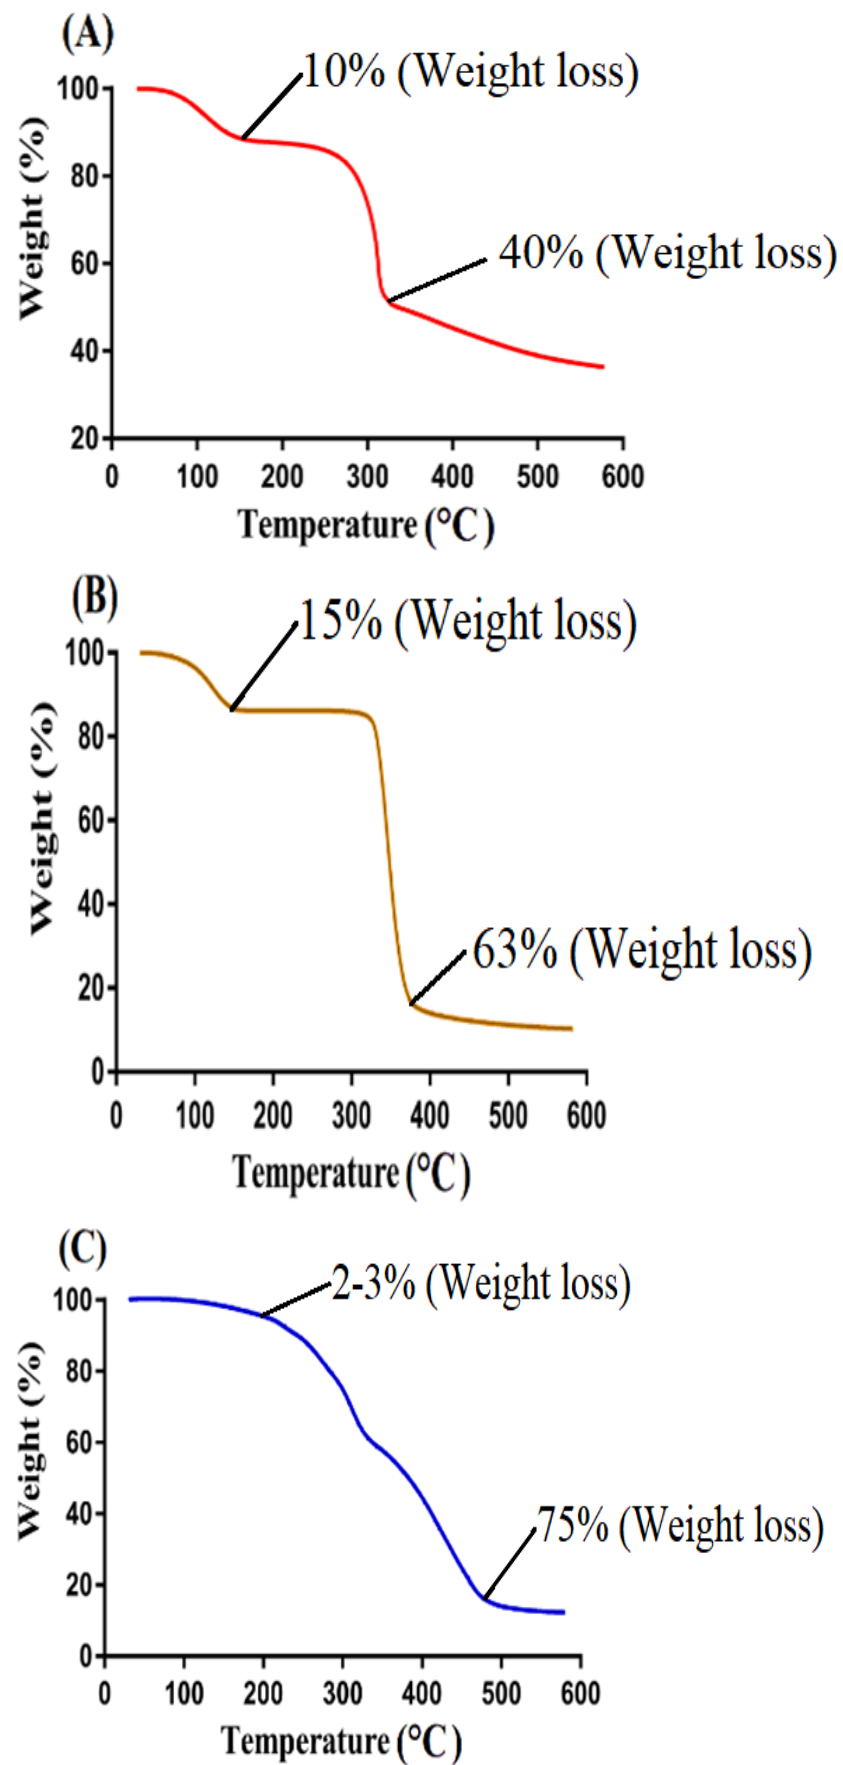 (A)
10% (Weight loss)
100
80
60
40
20
Weight (%)
40% (Weight loss)
0 100 200 300 400 500 600
Temperature (°C)
(B)
15% (Weight loss)
100
80
60
40
20
0
Weight (%)
63% (Weight loss)
0 100 200 300 400 500 600
Temperature (°C)
(C)
2-3% (Weight loss)
100
80
60
40
20
0
Weight (%)
75% (Weight loss)
0 100 200 300 400 500 600
Temperature (°C)